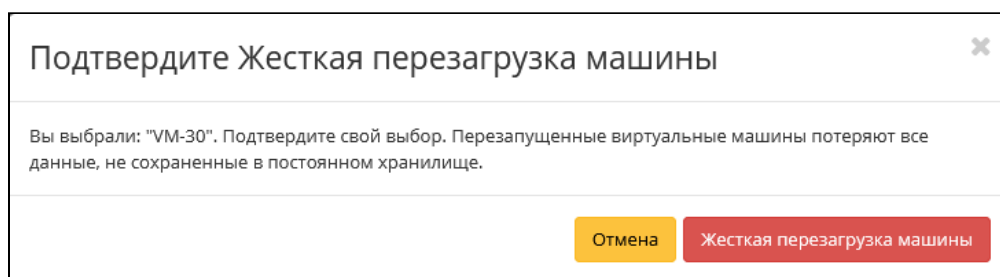 Подтвердите Жесткая перезагрузка машины
Вы выбрали: "VM-30". Подтвердите свой выбор. Перезапущенные виртуальные машины потеряют все
данные, не сохраненные в постоянном хранилище.
Отмена
Жесткая перезагрузка машины